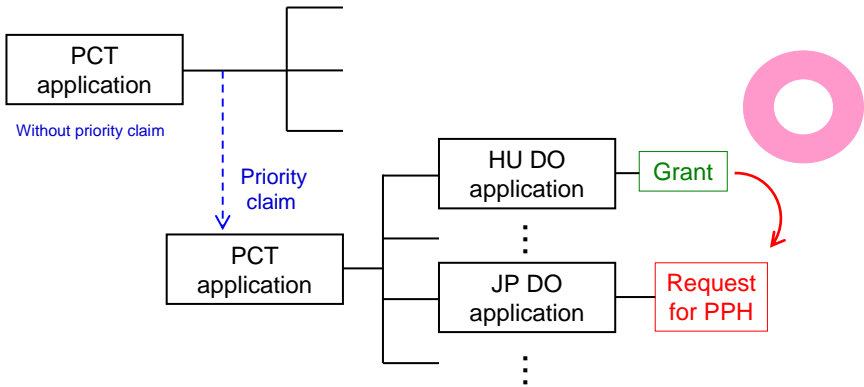 PCT
application
Without priority claim
Priority
claim
PCT
application
HU DO
application
Grant
JP DO
application
Request
for PPH